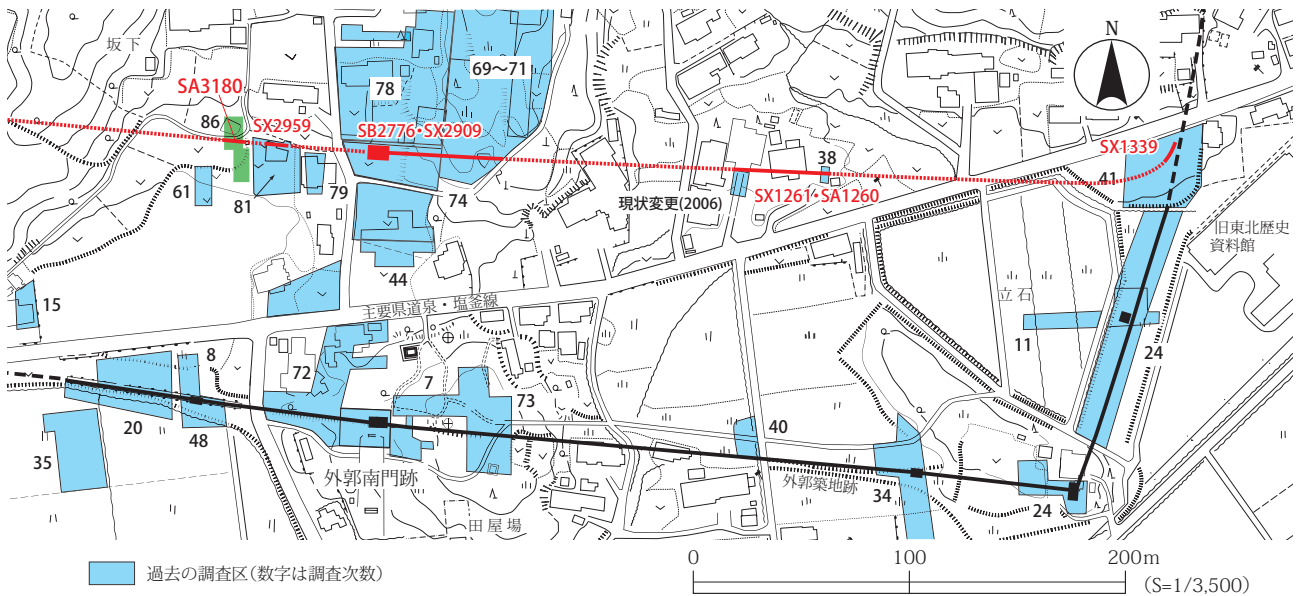 坂下
N
69～71
78
SA3180
86
SX2959
SB2776・SX2909
SX1339
38
41
61
81
79
74
現状変更(2006)
SX1261・SA1260
旧東北歴史
資料館
44
15
主要県道泉・塩釜線
立石
11
24
8
72
7
73
20
48
40
35
外郭南門跡
外郭築地跡
34
24
田屋場
過去の調査区(数字は調査次数)
0
100
200m
(S=1/3,500)